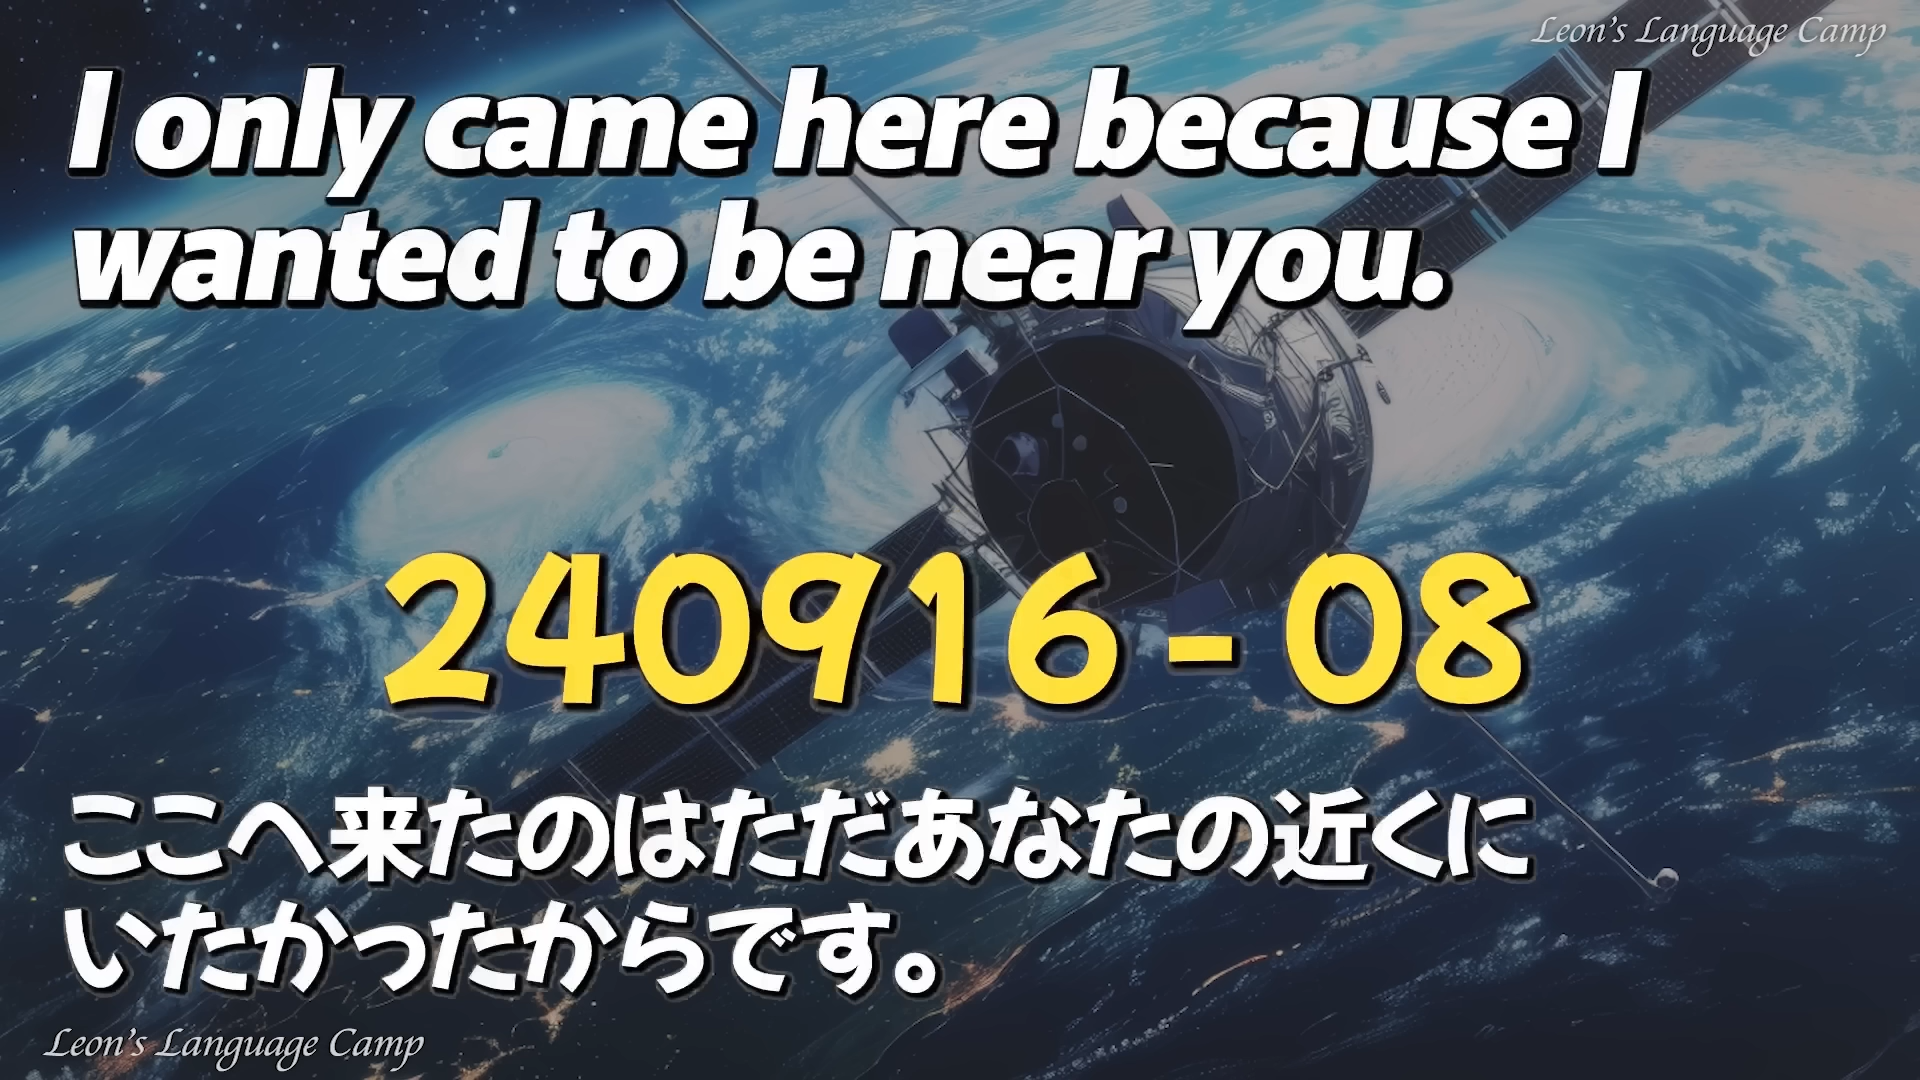 Leon's Language Camp
I only came here because I
wanted to be near you.
240916-08
ここへ来たのはただあなたの近くに
いたかったからです。
Leon's Language Camp